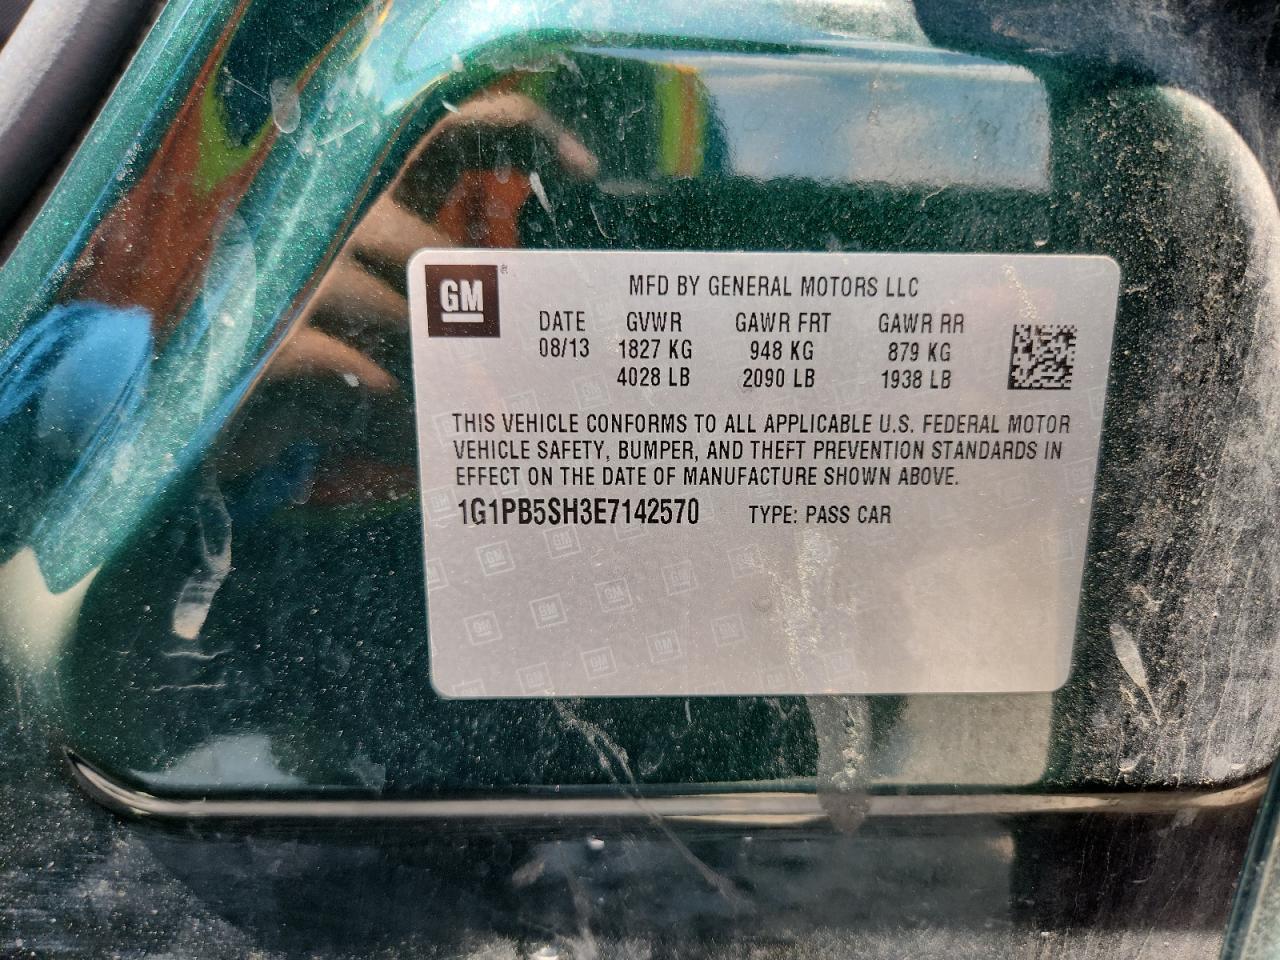 GM ®
MFD BY GENERAL MOTORS LLC
DATE GVWR GAWR FRT GAWR RR
08/13 1827 KG 948 KG 879 KG
4028 LB 2090 LB 1938 LB
THIS VEHICLE CONFORMS TO ALL APPLICABLE U.S. FEDERAL MOTOR
VEHICLE SAFETY, BUMPER, AND THEFT PREVENTION STANDARDS IN
EFFECT ON THE DATE OF MANUFACTURE SHOWN ABOVE.
1G1PB5SH3E7142570 TYPE: PASS CAR